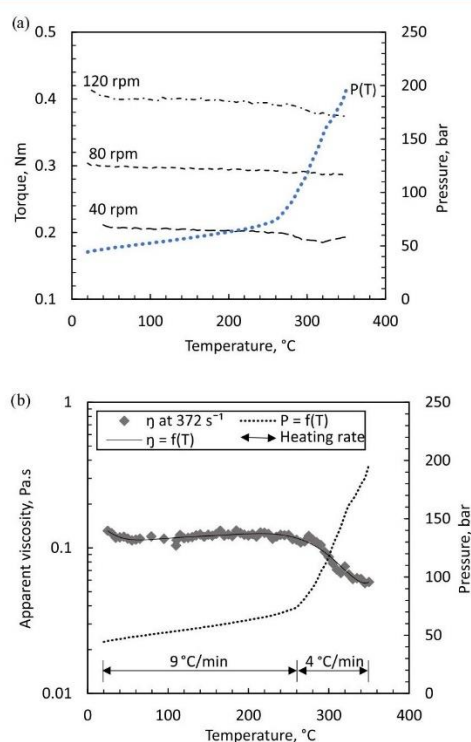 (a)
0.5
0.4
0.3
0.2
0.1
Torque, Nm
120 rpm
80 rpm
40 rpm
P(T)
250
200
150
100
50
0
Pressure, bar
0 100 200 300 400
Temperature, °C
(b)
1
0.1
0.01
Apparent viscosity, Pa.s
η at 372 s⁻¹ P = f(T)
η = f(T) Heating rate
9 °C/min 4 °C/min
250
200
150
100
50
0
Pressure, bar
0 100 200 300 400
Temperature, °C